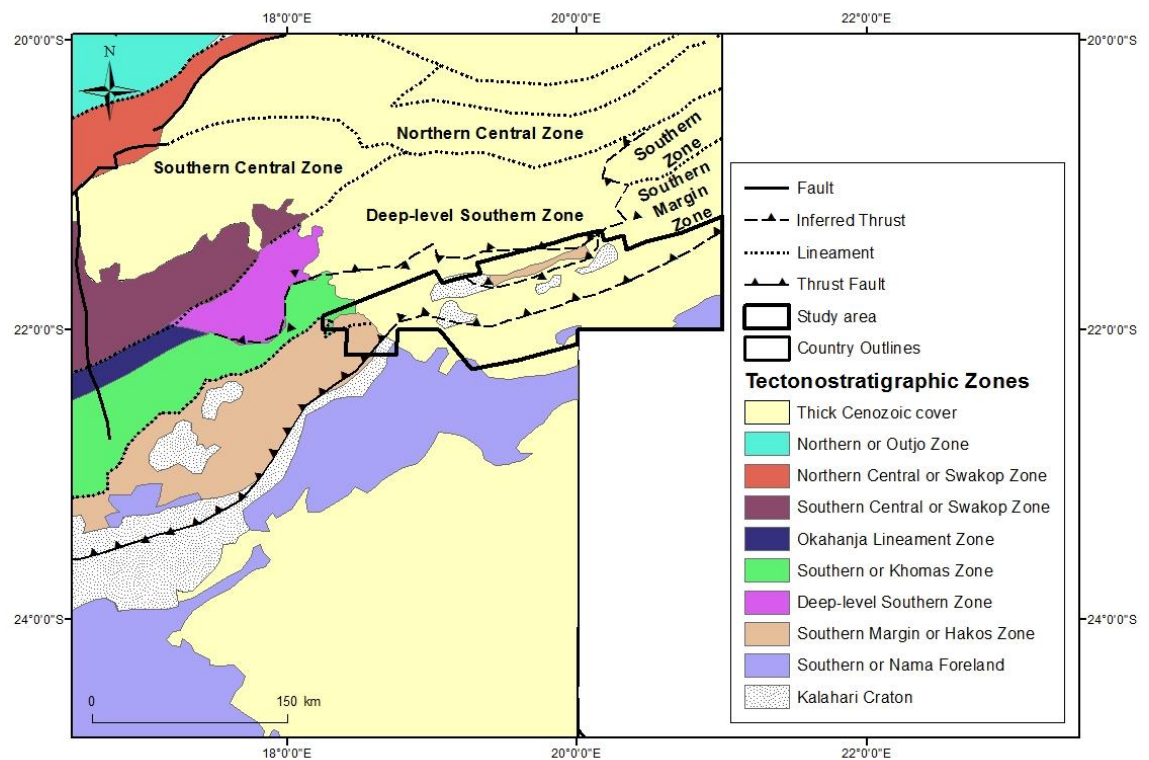 18°0'0"E 20°0'0"E 22°0'0"E
20°0'0"S 20°0'0"S
N
Northern Central Zone
Southern Central Zone
Southern
Zone
Southern
Margin
Zone
Deep-level Southern Zone
22°0'0"S 22°0'0"S
24°0'0"S 24°0'0"S
0 150 km
18°0'0"E 20°0'0"E 22°0'0"E
Fault
Inferred Thrust
Lineament
Thrust Fault
Study area
Country Outlines
Tectonostratigraphic Zones
Thick Cenozoic cover
Northern or Outjo Zone
Northern Central or Swakop Zone
Southern Central or Swakop Zone
Okahanja Lineament Zone
Southern or Khomas Zone
Deep-level Southern Zone
Southern Margin or Hakos Zone
Southern or Nama Foreland
Kalahari Craton